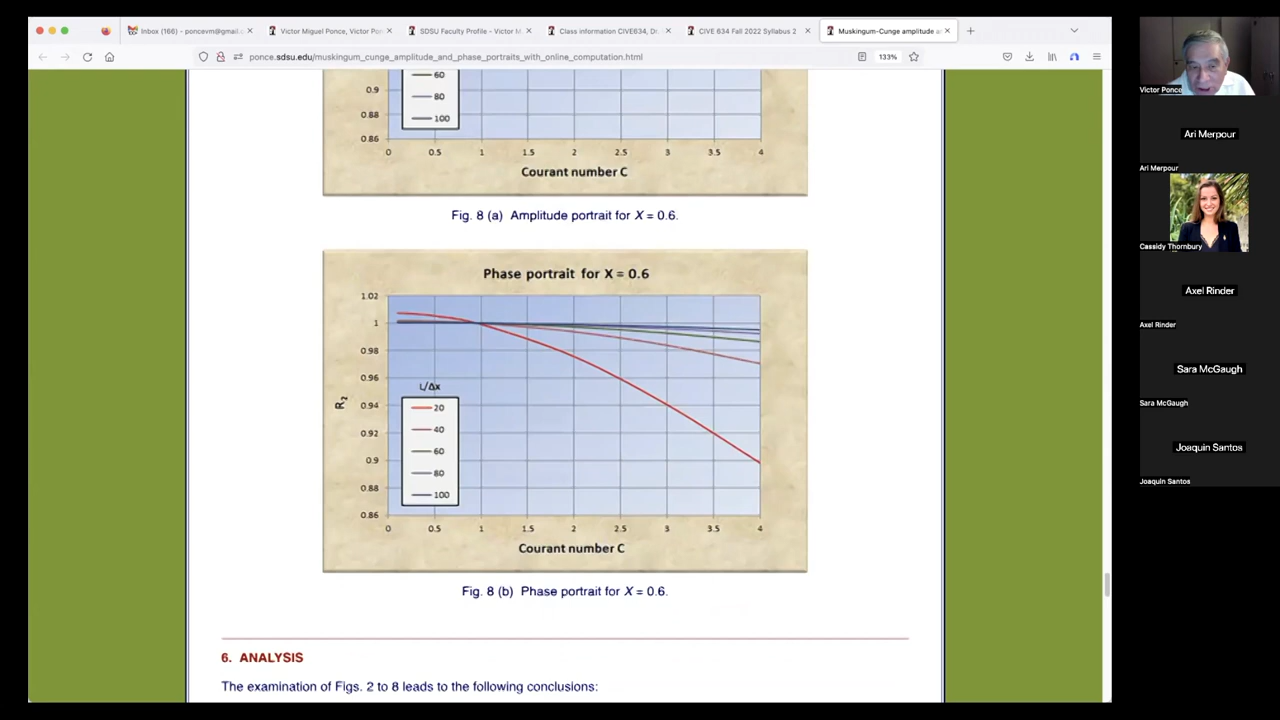 Inbox (166) - poncevm@gmail.c
Victor Miguel Ponce, Victor Pon
SDSU Faculty Profile - Victor M
Class information CIVE634, Dr.
CIVE 634 Fall 2022 Syllabus 2
Muskingum-Cunge amplitude a
ponce.sdsu.edu/muskingum_cunge_amplitude_and_phase_portraits_with_online_computation.html
133%
0.9
0.88
0.86
60
80
100
0 0.5 1 1.5 2 2.5 3 3.5 4
Courant number C
Fig. 8 (a) Amplitude portrait for X = 0.6.
Phase portrait for X = 0.6
1.02
1
0.98
0.96
0.94
0.92
0.9
0.88
0.86
R2
L/Δx
20
40
60
80
100
0 0.5 1 1.5 2 2.5 3 3.5 4
Courant number C
Fig. 8 (b) Phase portrait for X = 0.6.
6. ANALYSIS
The examination of Figs. 2 to 8 leads to the following conclusions:
Victor Ponce
Ari Merpour
Ari Merpour
Cassidy Thornbury
Axel Rinder
Axel Rinder
Sara McGaugh
Sara McGaugh
Joaquin Santos
Joaquin Santos